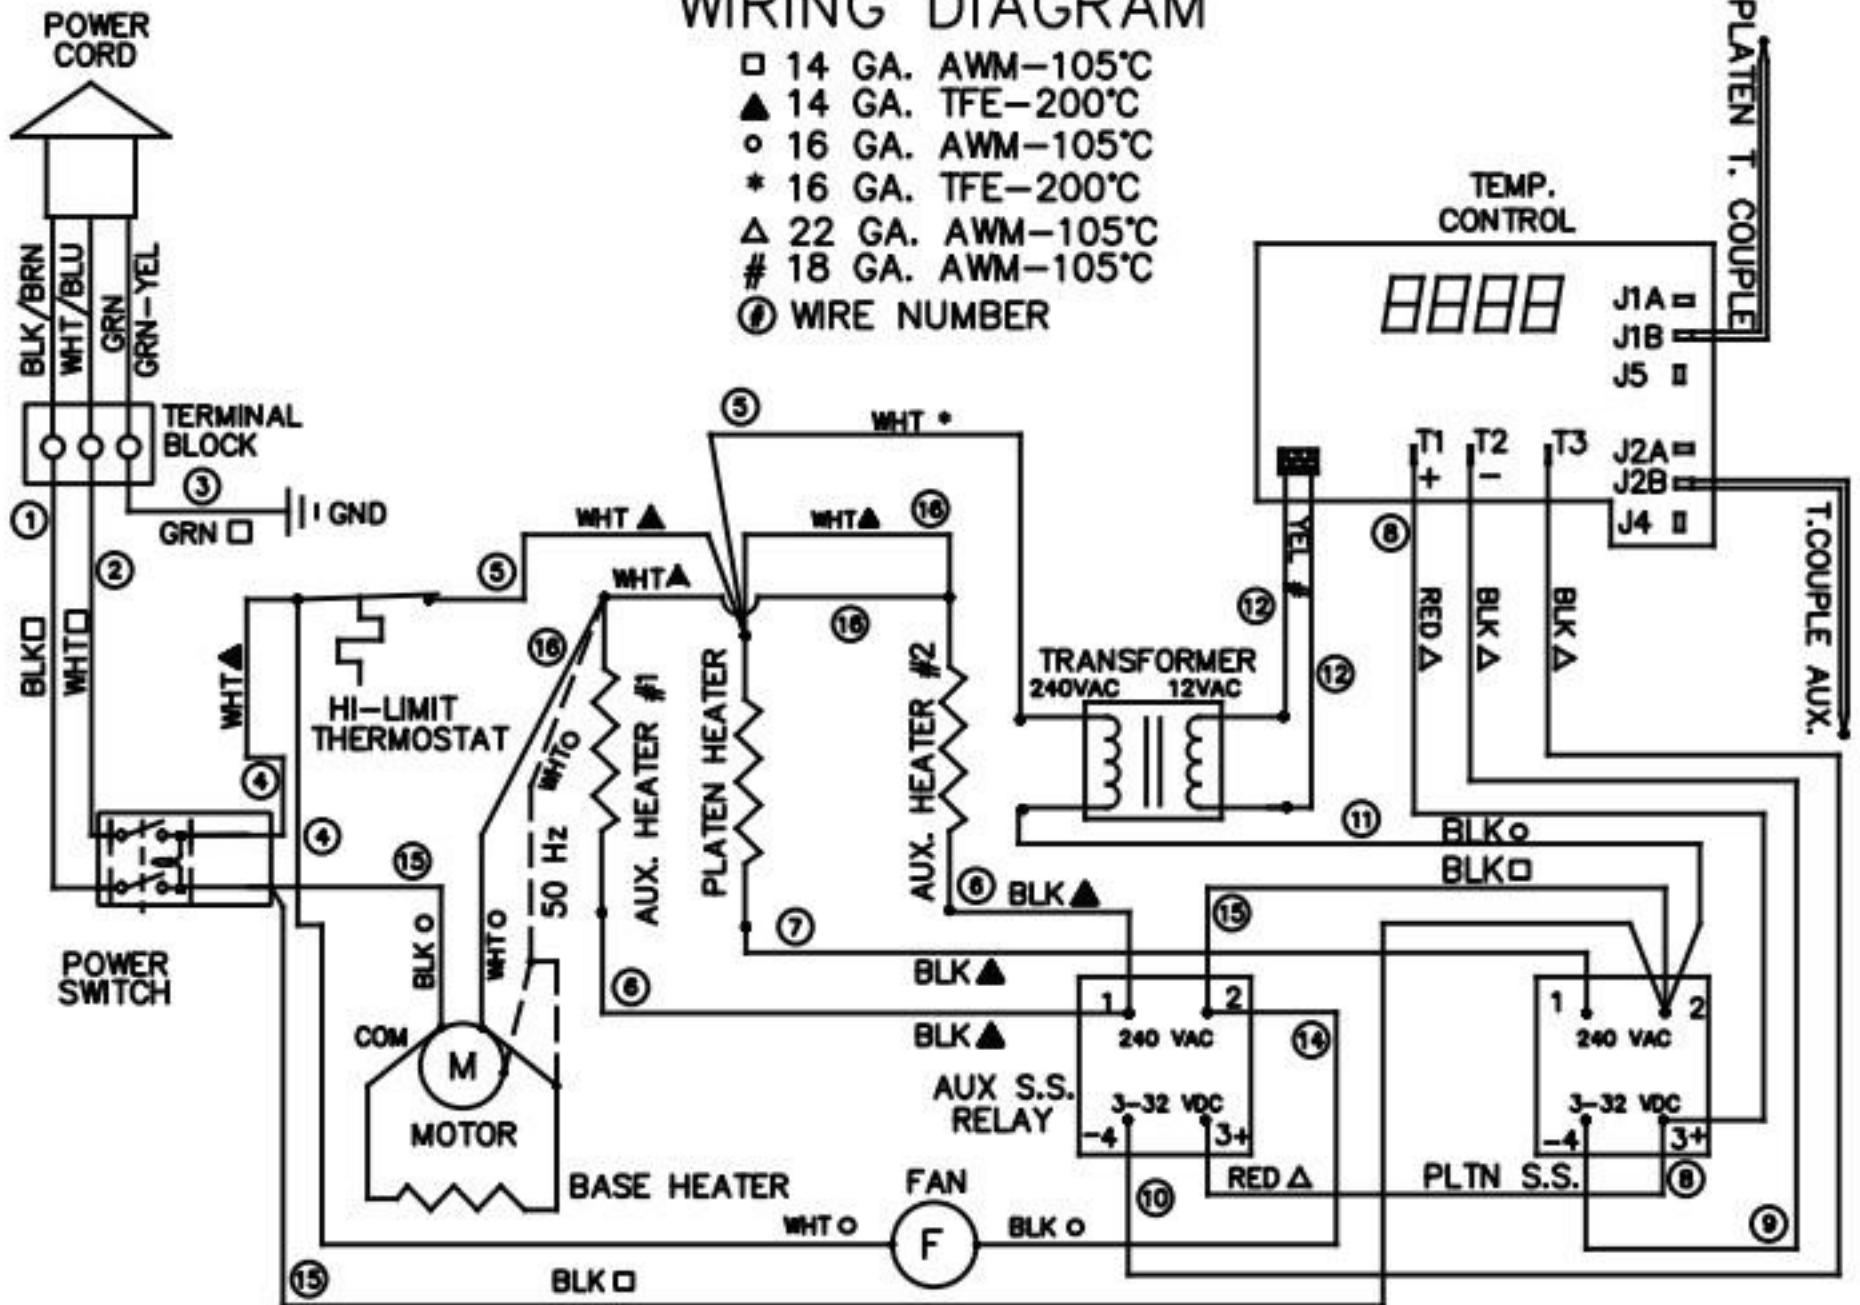 WIRING DIAGRAM
□ 14 GA. AWM-105°C
▲ 14 GA. TFE-200°C
○ 16 GA. AWM-105°C
* 16 GA. TFE-200°C
△ 22 GA. AWM-105°C
# 18 GA. AWM-105°C
(#) WIRE NUMBER
POWER
CORD
BLK/BRN
WHT/BLU
GRN
GRN-YEL
TERMINAL
BLOCK
1
2
3
GRN □
GND
BLK□
WHT□
WHT▲
4
4
HI-LIMIT
THERMOSTAT
POWER
SWITCH
5
WHT ▲
5
WHT *
WHT▲
16
WHT▲
16
16
WHT○
50 Hz
AUX. HEATER #1
PLATEN HEATER
AUX. HEATER #2
15
BLK ○
WHT○
COM
M
MOTOR
BASE HEATER
6
BLK ▲
7
BLK ▲
6
BLK ▲
TRANSFORMER
240VAC 12VAC
TEMP.
CONTROL
8888
J1A
J1B
J5
J2A
J2B
J4
T1
+
T2
-
T3
PLATEN T. COUPLE
T.COUPLE AUX.
YEL #
12
12
8
RED △
BLK △
BLK △
11
BLK○
BLK□
15
1 2
240 VAC
3-32 VDC
-4 3+
AUX S.S.
RELAY
14
1 2
240 VAC
3-32 VDC
-4 3+
PLTN S.S.
8
RED △
10
9
FAN
F
WHT ○
BLK ○
15
BLK □